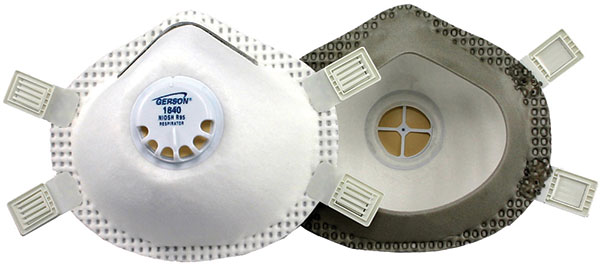 GERSON®
1840
NIOSH R95
RESPIRATOR